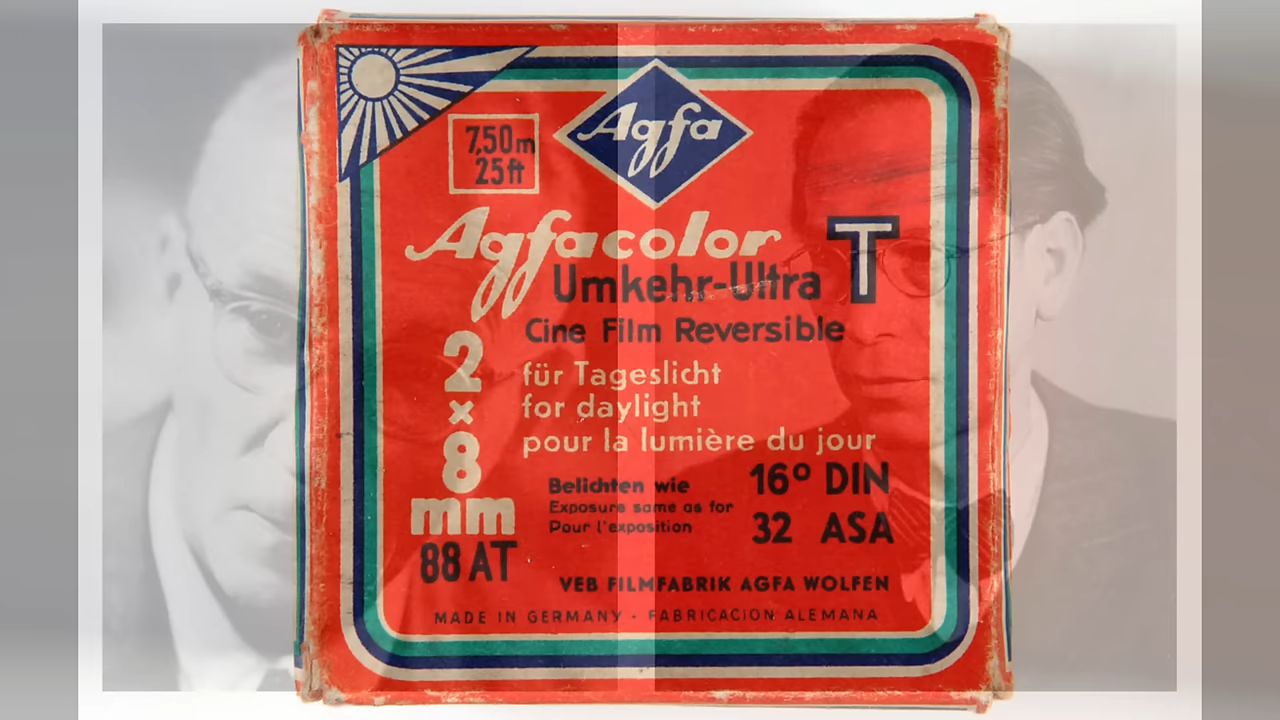 Agfa
7,50m
25ft
Agfacolor
Umkehr-Ultra T
Cine Film Reversible
2
x
8
mm
88 AT
für Tageslicht
for daylight
pour la lumière du jour
Belichten wie
Exposure same as for
Pour l'exposition
16° DIN
32 ASA
VEB FILMFABRIK AGFA WOLFEN
MADE IN GERMANY - FABRICACION ALEMANA